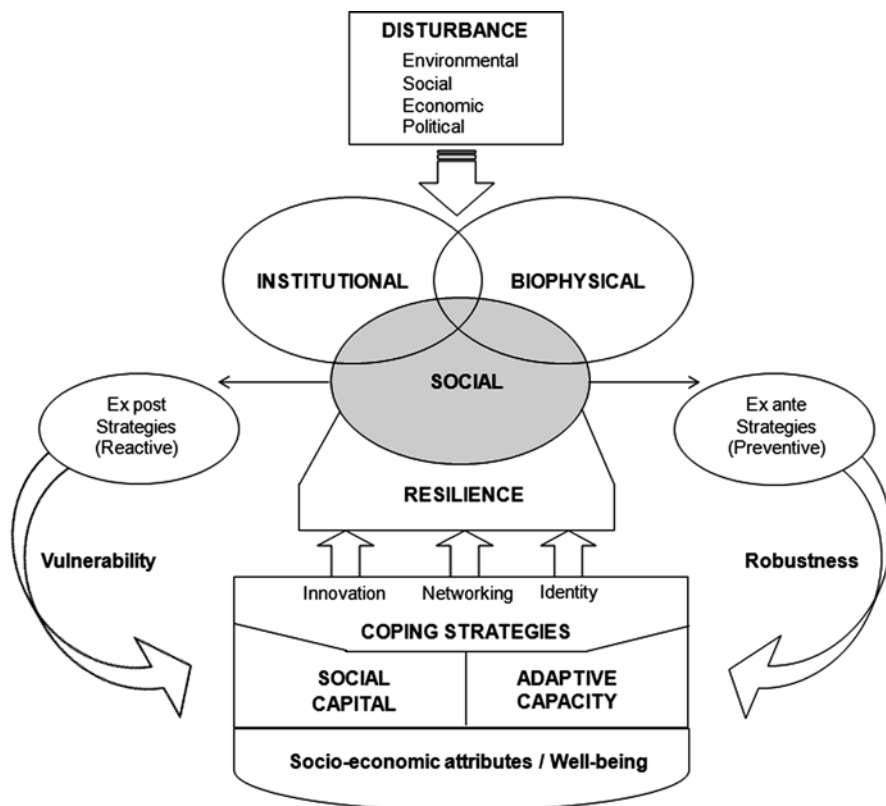 DISTURBANCE
Environmental
Social
Economic
Political
INSTITUTIONAL
BIOPHYSICAL
SOCIAL
Ex post
Strategies
(Reactive)
Ex ante
Strategies
(Preventive)
RESILIENCE
Vulnerability
Robustness
Innovation
Networking
Identity
COPING STRATEGIES
SOCIAL
CAPITAL
ADAPTIVE
CAPACITY
Socio-economic attributes / Well-being